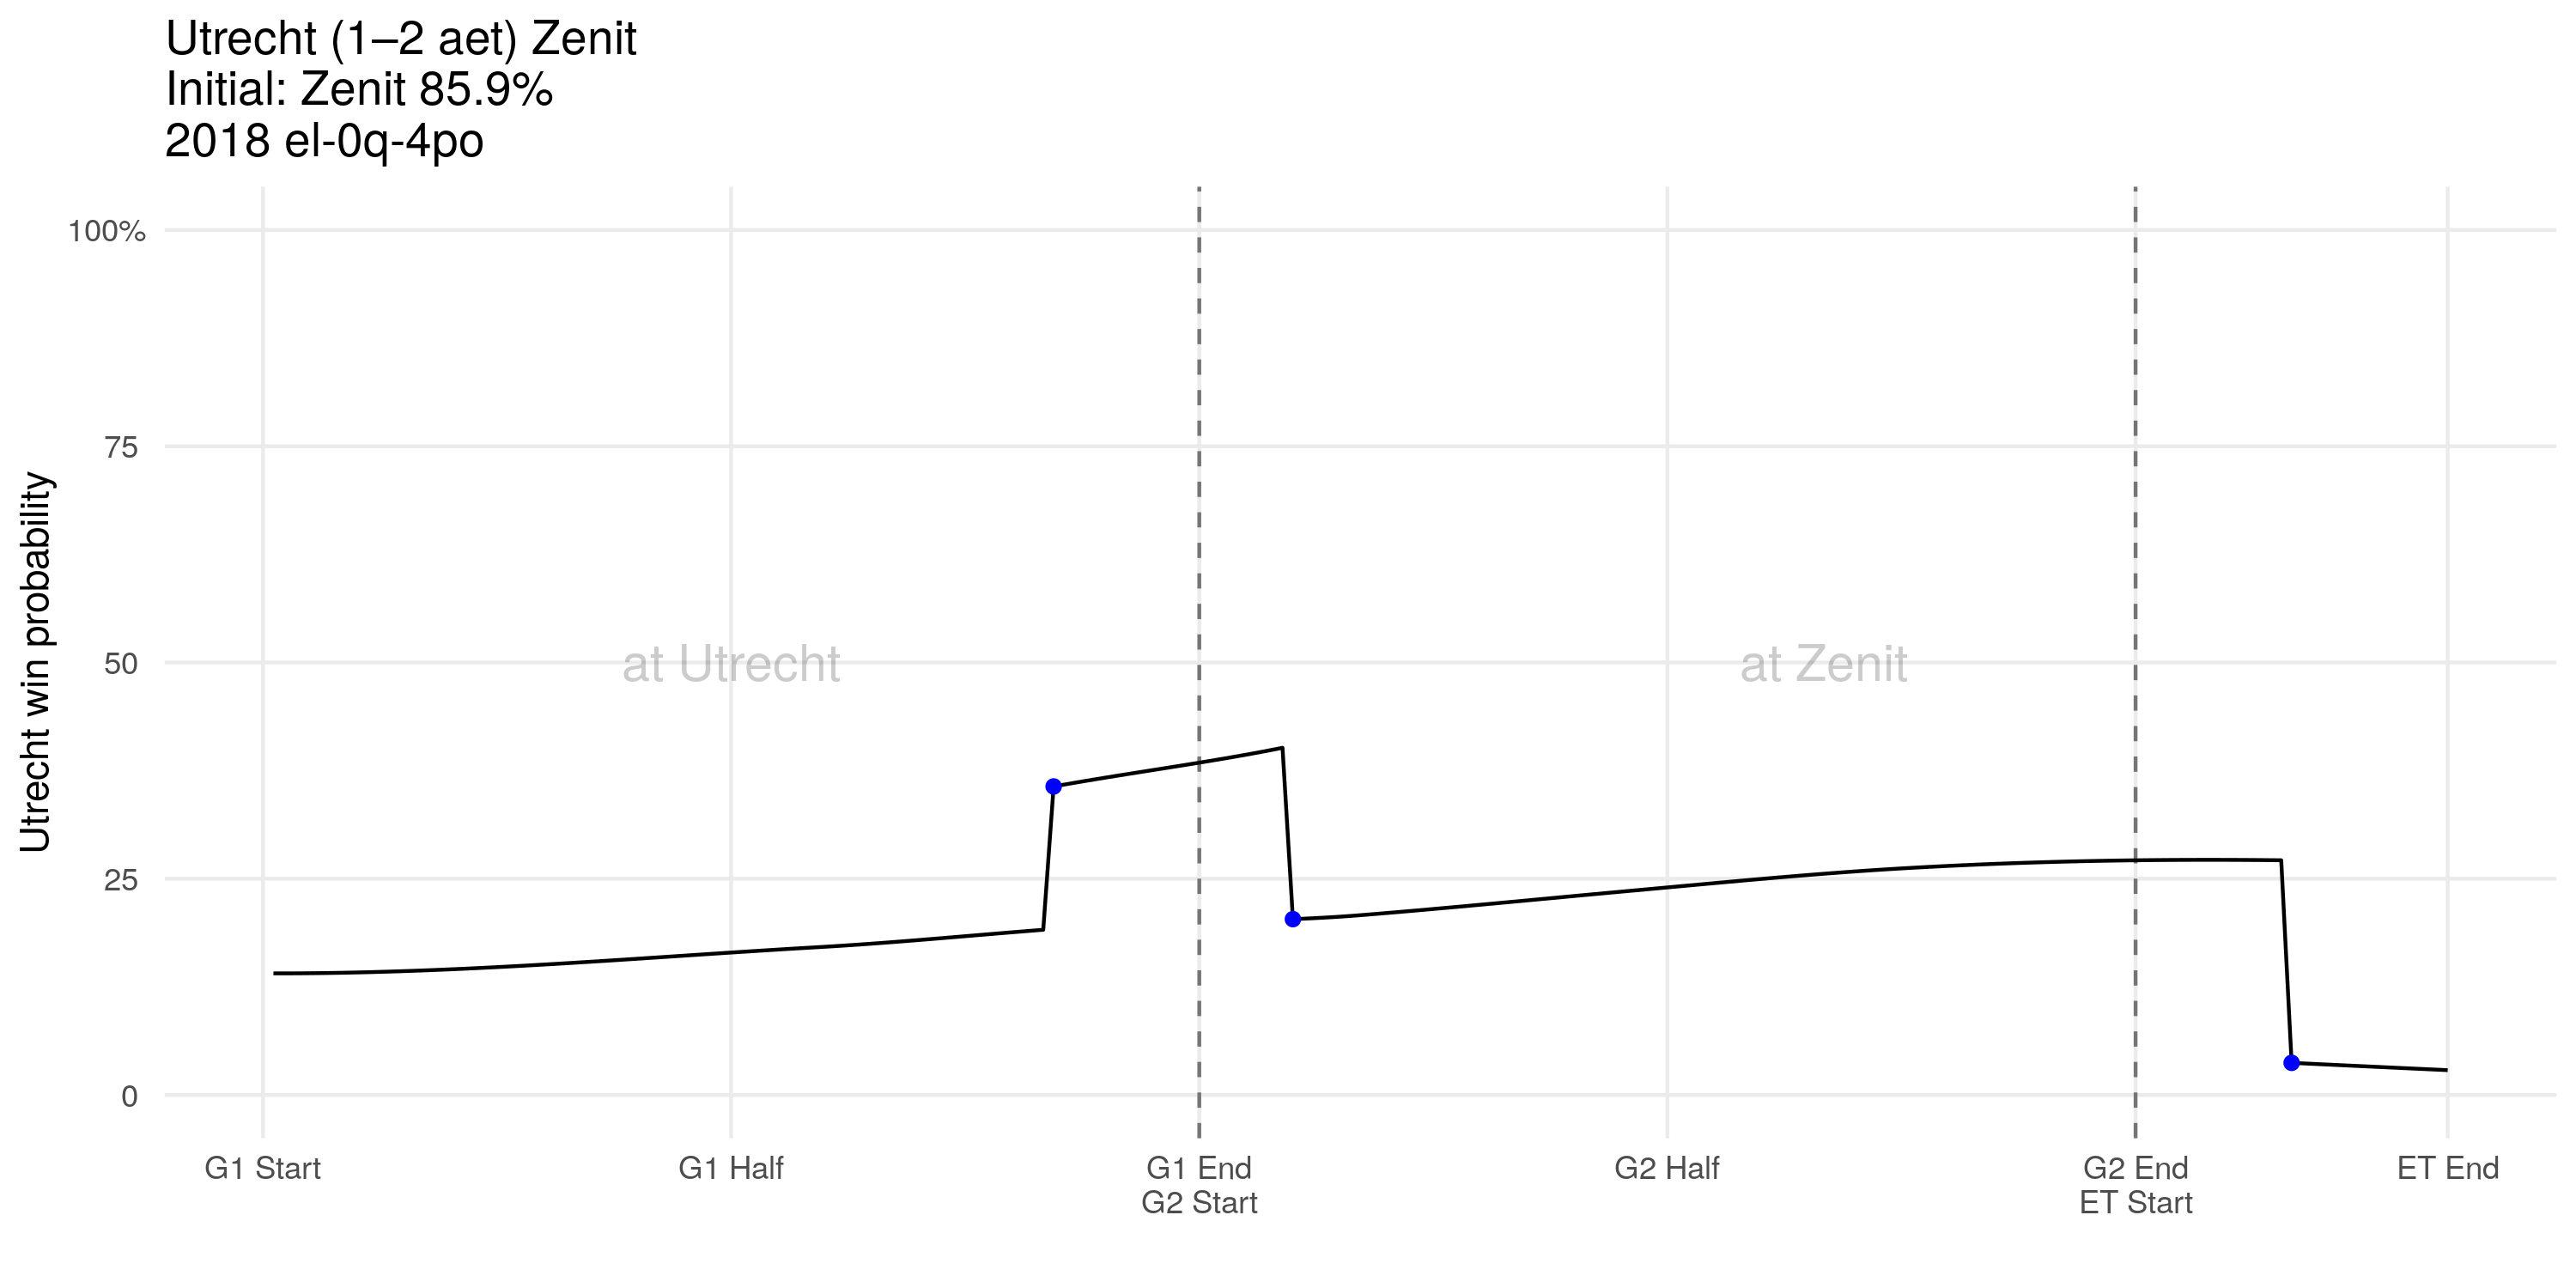 Utrecht (1–2 aet) Zenit
Initial: Zenit 85.9%
2018 el-0q-4po
Utrecht win probability
100%
75
50
25
0
at Utrecht
at Zenit
G1 Start
G1 Half
G1 End
G2 Start
G2 Half
G2 End
ET Start
ET End